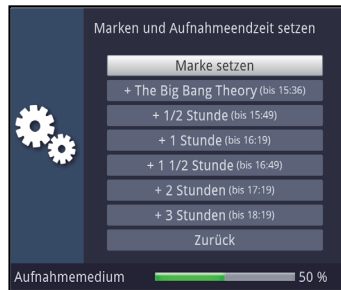 Marken und Aufnahmeendzeit setzen
Marke setzen
+ The Big Bang Theory (bis 15:36)
+ 1/2 Stunde (bis 15:49)
+ 1 Stunde (bis 16:19)
+ 1 1/2 Stunde (bis 16:49)
+ 2 Stunden (bis 17:19)
+ 3 Stunden (bis 18:19)
Zurück
Aufnahmemedium 50 %